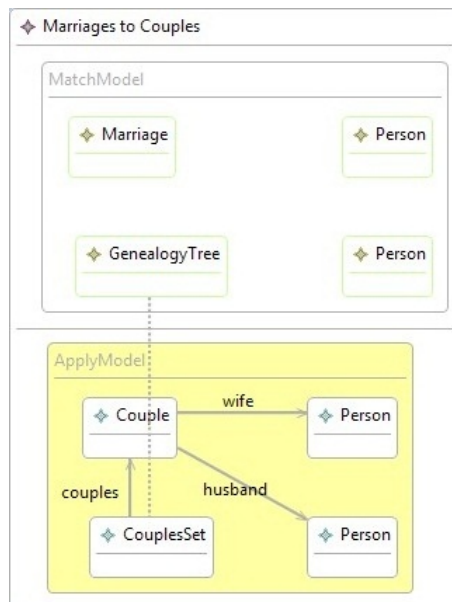 Marriages to Couples
MatchModel
Marriage
Person
GenealogyTree
Person
ApplyModel
Couple
wife
Person
couples
husband
CouplesSet
Person